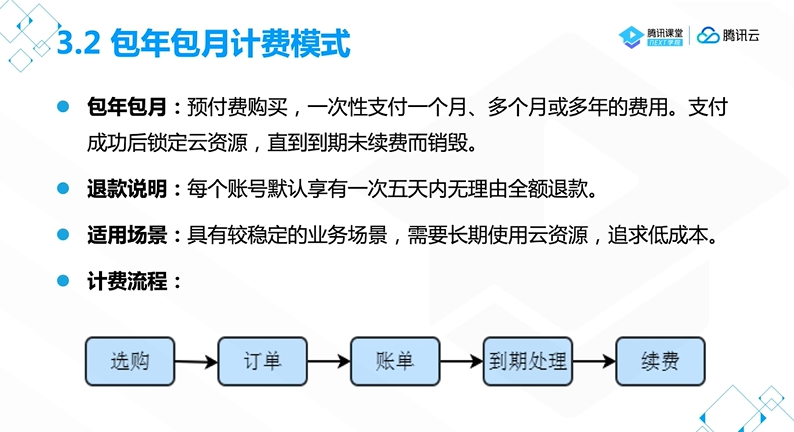 3.2 包年包月计费模式
腾讯课堂
NEXT学院
腾讯云
包年包月：预付费购买，一次性支付一个月、多个月或多年的费用。支付
成功后锁定云资源，直到到期未续费而销毁。
退款说明：每个账号默认享有一次五天内无理由全额退款。
适用场景：具有较稳定的业务场景，需要长期使用云资源，追求低成本。
计费流程：
选购
订单
账单
到期处理
续费